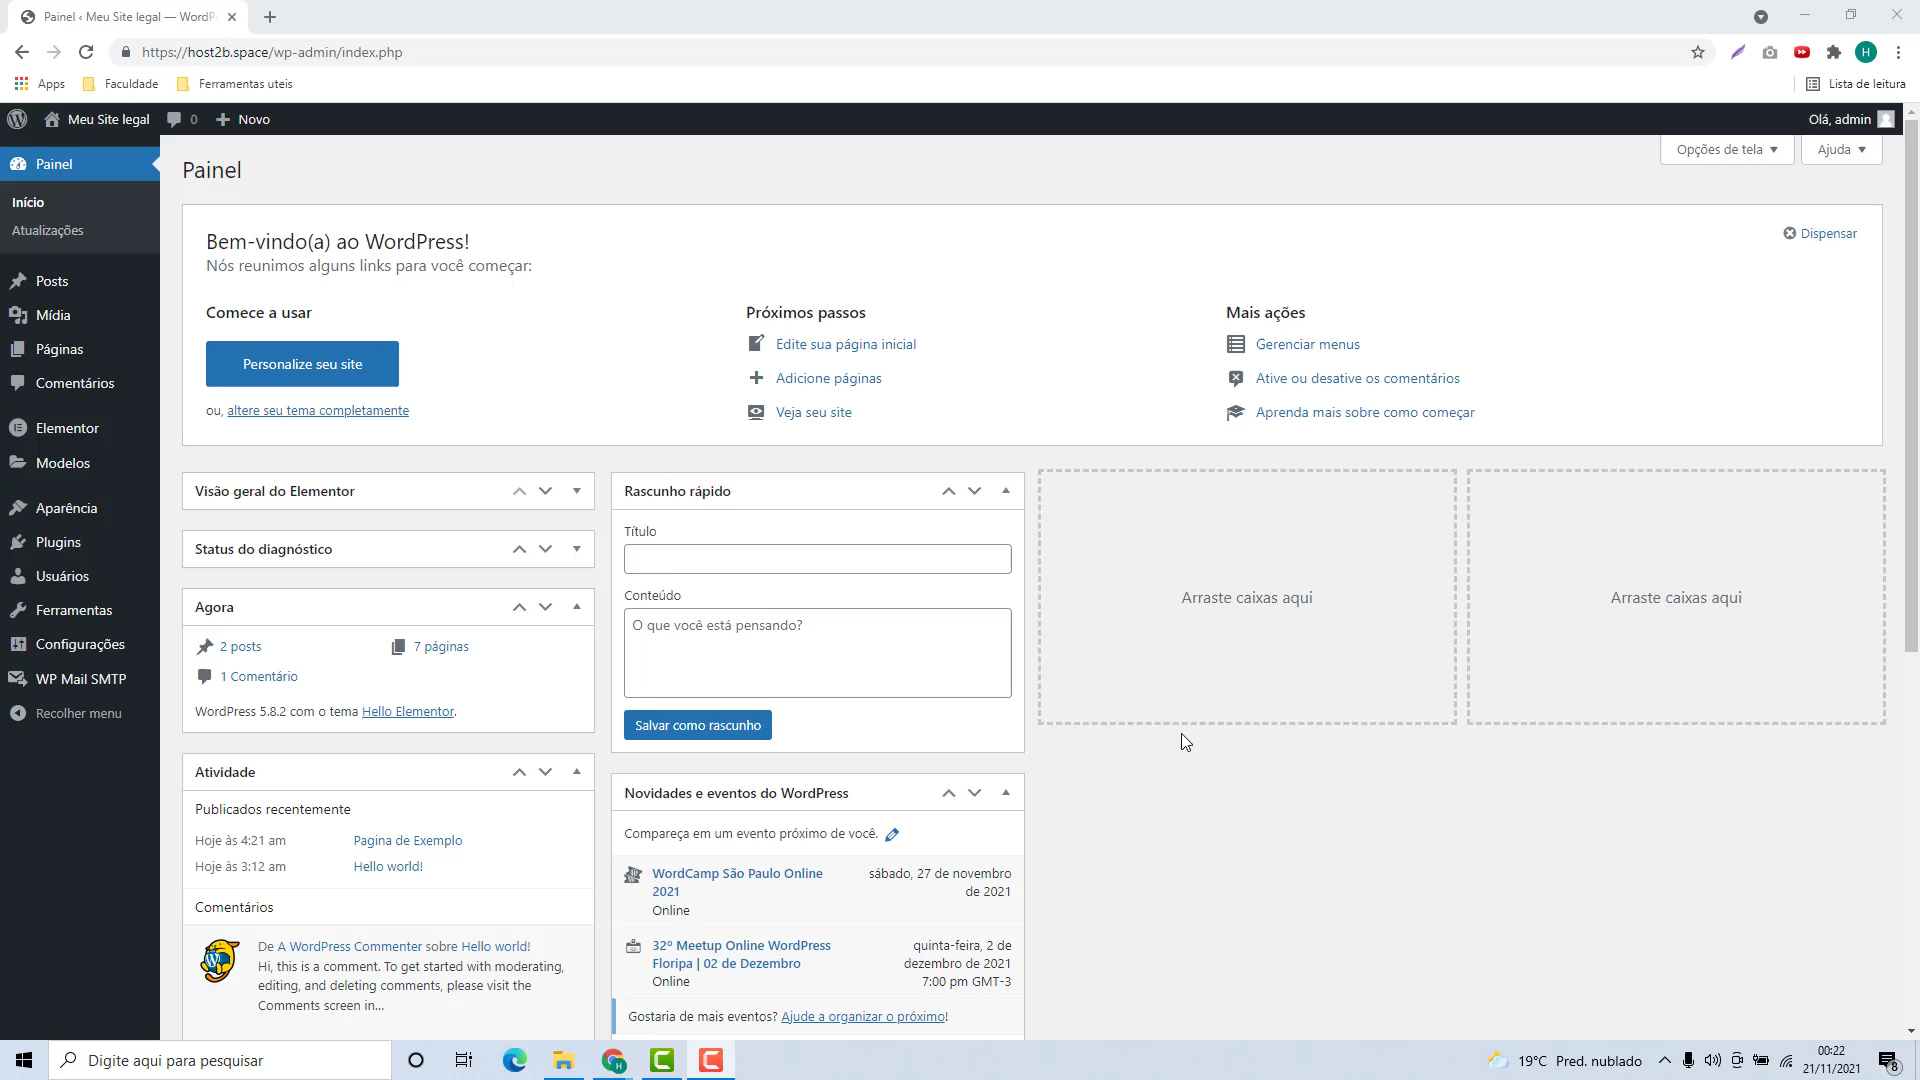 Painel ‹ Meu Site legal — WordP
https://host2b.space/wp-admin/index.php
H
Apps
Faculdade
Ferramentas uteis
Lista de leitura
Meu Site legal
0
Novo
Olá, admin
Painel
Início
Atualizações
Posts
Mídia
Páginas
Comentários
Elementor
Modelos
Aparência
Plugins
Usuários
Ferramentas
Configurações
WP Mail SMTP
Recolher menu
Painel
Opções de tela
Ajuda
Bem-vindo(a) ao WordPress!
Nós reunimos alguns links para você começar:
Dispensar
Comece a usar
Personalize seu site
ou, altere seu tema completamente
Próximos passos
Edite sua página inicial
Adicione páginas
Veja seu site
Mais ações
Gerenciar menus
Ative ou desative os comentários
Aprenda mais sobre como começar
Visão geral do Elementor
Status do diagnóstico
Agora
2 posts
7 páginas
1 Comentário
WordPress 5.8.2 com o tema Hello Elementor.
Atividade
Publicados recentemente
Hoje às 4:21 am
Pagina de Exemplo
Hoje às 3:12 am
Hello world!
Comentários
De A WordPress Commenter sobre Hello world!
Hi, this is a comment. To get started with moderating,
editing, and deleting comments, please visit the
Comments screen in...
Rascunho rápido
Título
Conteúdo
O que você está pensando?
Salvar como rascunho
Novidades e eventos do WordPress
Compareça em um evento próximo de você.
WordCamp São Paulo Online
2021
Online
sábado, 27 de novembro
de 2021
32º Meetup Online WordPress
Floripa | 02 de Dezembro
Online
quinta-feira, 2 de
dezembro de 2021
7:00 pm GMT-3
Gostaria de mais eventos? Ajude a organizar o próximo!
Arraste caixas aqui
Arraste caixas aqui
Digite aqui para pesquisar
19°C Pred. nublado
00:22
21/11/2021
8